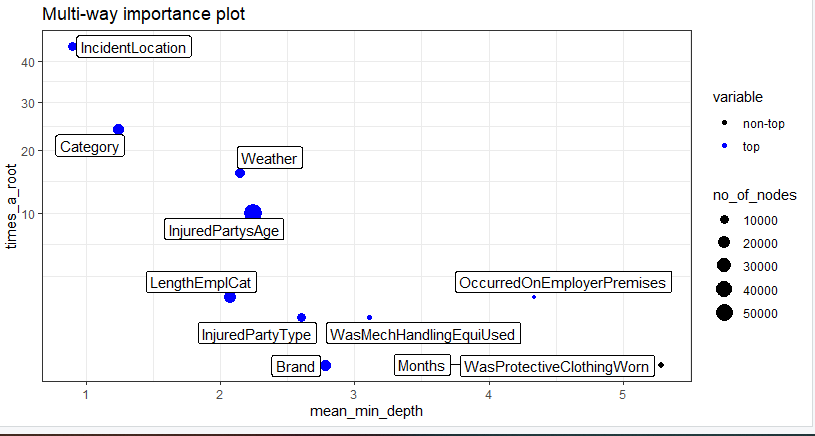 Multi-way importance plot
IncidentLocation
Category
Weather
InjuredPartysAge
LengthEmplCat
OccurredOnEmployerPremises
InjuredPartyType
WasMechHandlingEquiUsed
Brand
Months
WasProtectiveClothingWorn
40
30
20
10
times_a_root
1
2
3
4
5
mean_min_depth
variable
non-top
top
no_of_nodes
10000
20000
30000
40000
50000